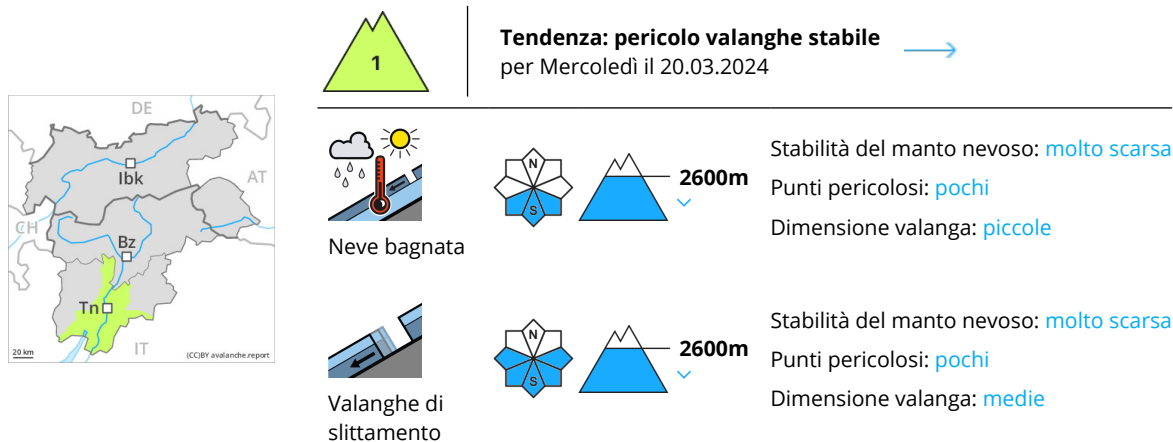 1
Tendenza: pericolo valanghe stabile
per Mercoledì il 20.03.2024
DE
Ibk
AT
CH
Bz
Tn
IT
20 km
(CC)BY avalanche.report
N
S
2600m
Neve bagnata
Stabilità del manto nevoso: molto scarsa
Punti pericolosi: pochi
Dimensione valanga: piccole
N
S
2600m
Valanghe di
slittamento
Stabilità del manto nevoso: molto scarsa
Punti pericolosi: pochi
Dimensione valanga: medie